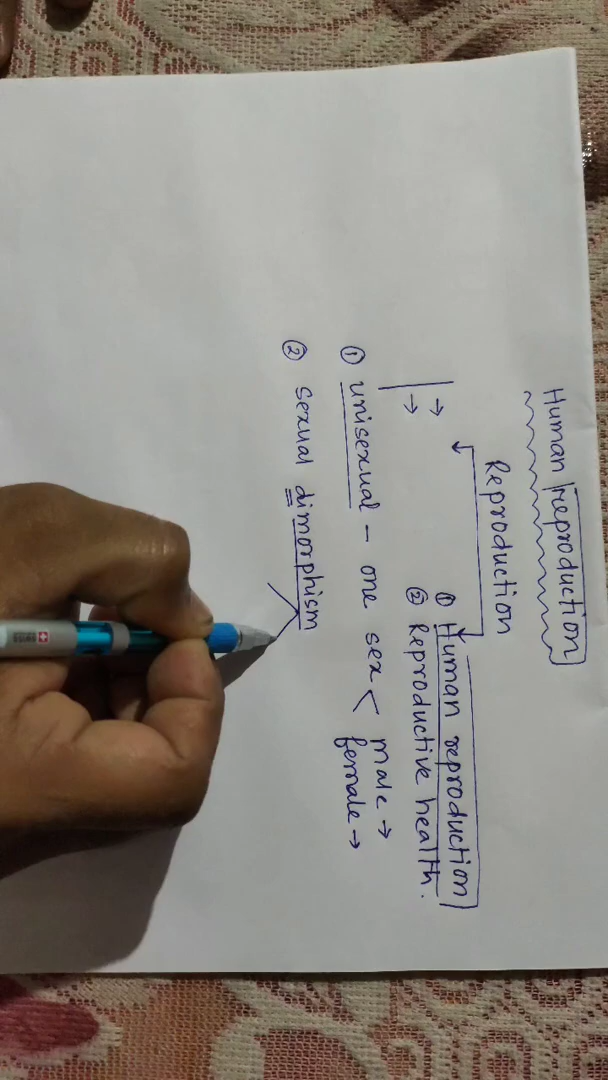 Human reproduction
Reproduction
① Human reproduction
② Reproductive health.
① unisexual - one sex < male →
female →
② sexual dimorphism